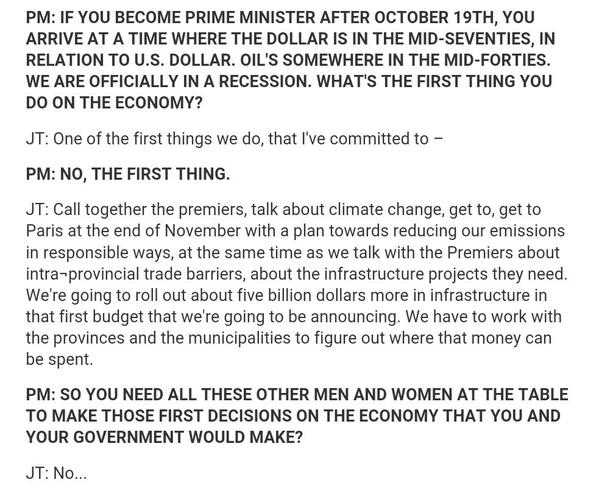 PM: IF YOU BECOME PRIME MINISTER AFTER OCTOBER 19TH, YOU
ARRIVE AT A TIME WHERE THE DOLLAR IS IN THE MID-SEVENTIES, IN
RELATION TO U.S. DOLLAR. OIL'S SOMEWHERE IN THE MID-FORTIES.
WE ARE OFFICIALLY IN A RECESSION. WHAT'S THE FIRST THING YOU
DO ON THE ECONOMY?
JT: One of the first things we do, that I've committed to –
PM: NO, THE FIRST THING.
JT: Call together the premiers, talk about climate change, get to, get to
Paris at the end of November with a plan towards reducing our emissions
in responsible ways, at the same time as we talk with the Premiers about
intra¬provincial trade barriers, about the infrastructure projects they need.
We're going to roll out about five billion dollars more in infrastructure in
that first budget that we're going to be announcing. We have to work with
the provinces and the municipalities to figure out where that money can
be spent.
PM: SO YOU NEED ALL THESE OTHER MEN AND WOMEN AT THE TABLE
TO MAKE THOSE FIRST DECISIONS ON THE ECONOMY THAT YOU AND
YOUR GOVERNMENT WOULD MAKE?
JT: No...